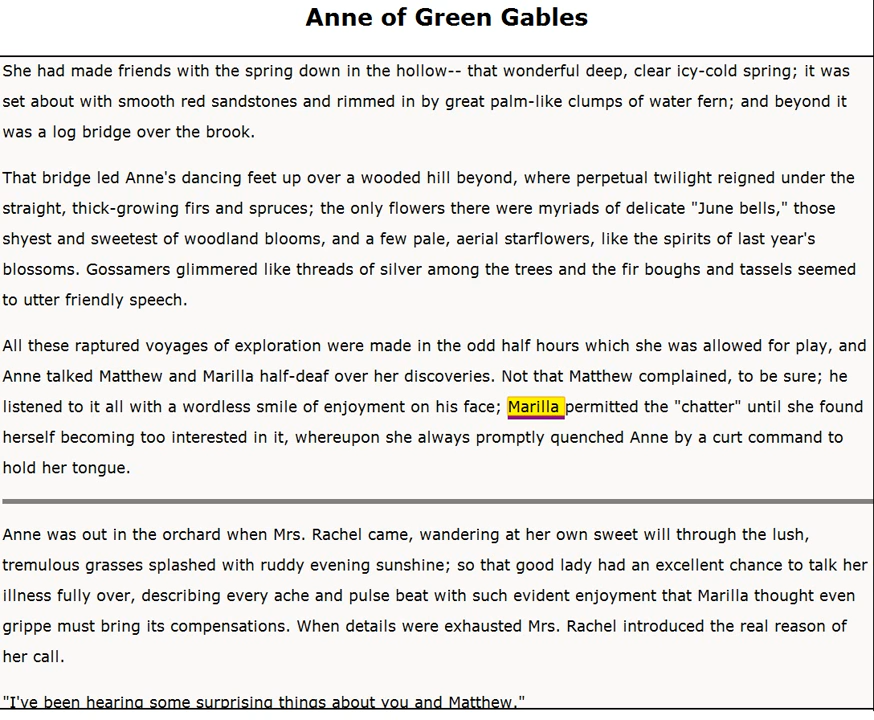 Anne of Green Gables
She had made friends with the spring down in the hollow-- that wonderful deep, clear icy-cold spring; it was
set about with smooth red sandstones and rimmed in by great palm-like clumps of water fern; and beyond it
was a log bridge over the brook.
That bridge led Anne's dancing feet up over a wooded hill beyond, where perpetual twilight reigned under the
straight, thick-growing firs and spruces; the only flowers there were myriads of delicate "June bells," those
shyest and sweetest of woodland blooms, and a few pale, aerial starflowers, like the spirits of last year's
blossoms. Gossamers glimmered like threads of silver among the trees and the fir boughs and tassels seemed
to utter friendly speech.
All these raptured voyages of exploration were made in the odd half hours which she was allowed for play, and
Anne talked Matthew and Marilla half-deaf over her discoveries. Not that Matthew complained, to be sure; he
listened to it all with a wordless smile of enjoyment on his face; Marilla permitted the "chatter" until she found
herself becoming too interested in it, whereupon she always promptly quenched Anne by a curt command to
hold her tongue.
Anne was out in the orchard when Mrs. Rachel came, wandering at her own sweet will through the lush,
tremulous grasses splashed with ruddy evening sunshine; so that good lady had an excellent chance to talk her
illness fully over, describing every ache and pulse beat with such evident enjoyment that Marilla thought even
grippe must bring its compensations. When details were exhausted Mrs. Rachel introduced the real reason of
her call.
"I've been hearing some surprising things about you and Matthew."